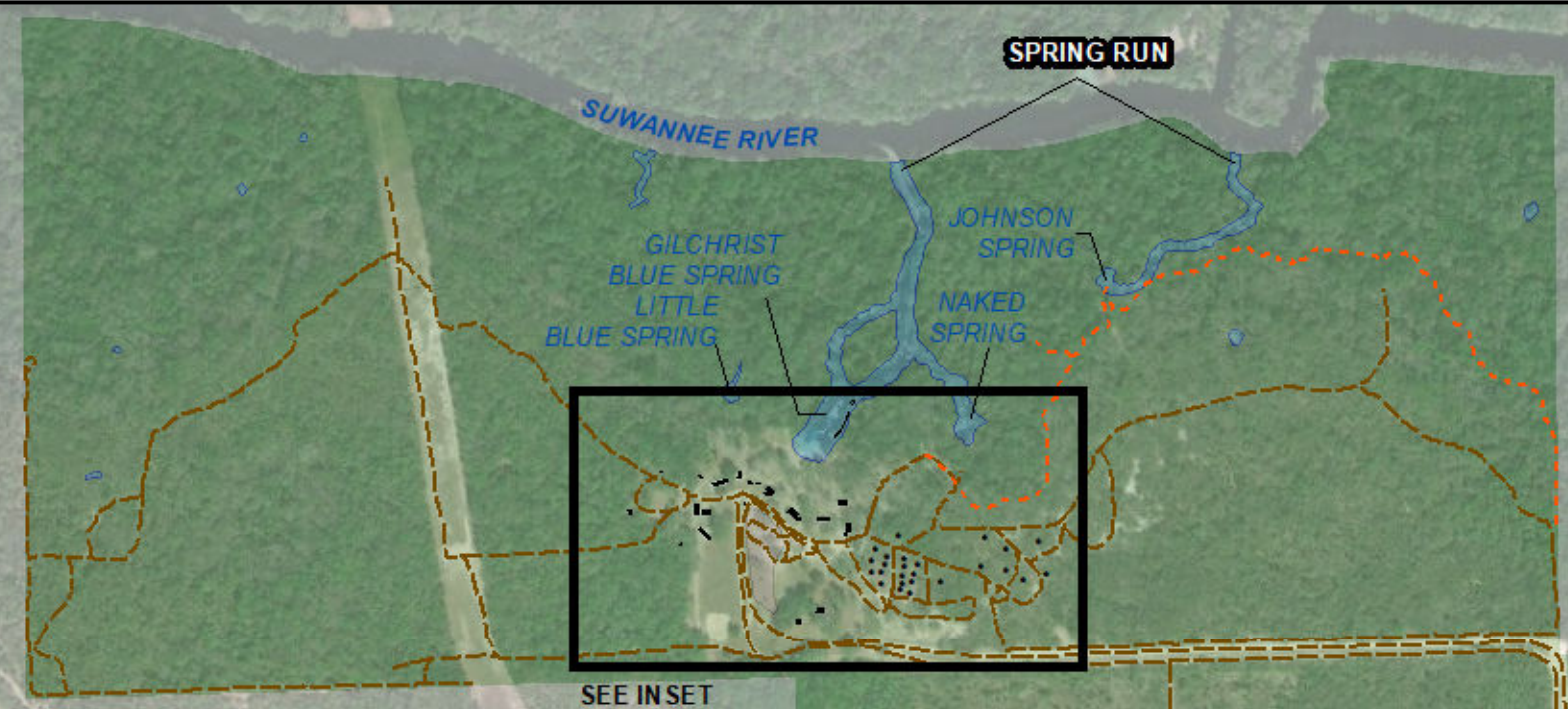 SPRING RUN
SUWANNEE RIVER
JOHNSON
SPRING
GILCHRIST
BLUE SPRING
LITTLE
BLUE SPRING
NAKED
SPRING
SEE INSET